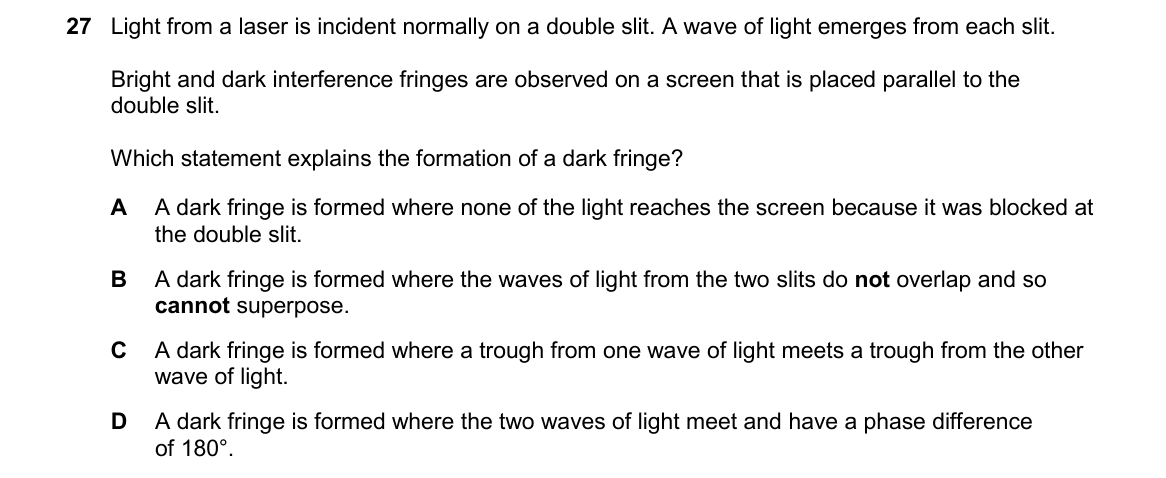 27 Light from a laser is incident normally on a double slit. A wave of light emerges from each slit.
Bright and dark interference fringes are observed on a screen that is placed parallel to the
double slit.
Which statement explains the formation of a dark fringe?
A A dark fringe is formed where none of the light reaches the screen because it was blocked at
the double slit.
B A dark fringe is formed where the waves of light from the two slits do not overlap and so
cannot superpose.
C A dark fringe is formed where a trough from one wave of light meets a trough from the other
wave of light.
D A dark fringe is formed where the two waves of light meet and have a phase difference
of 180°.